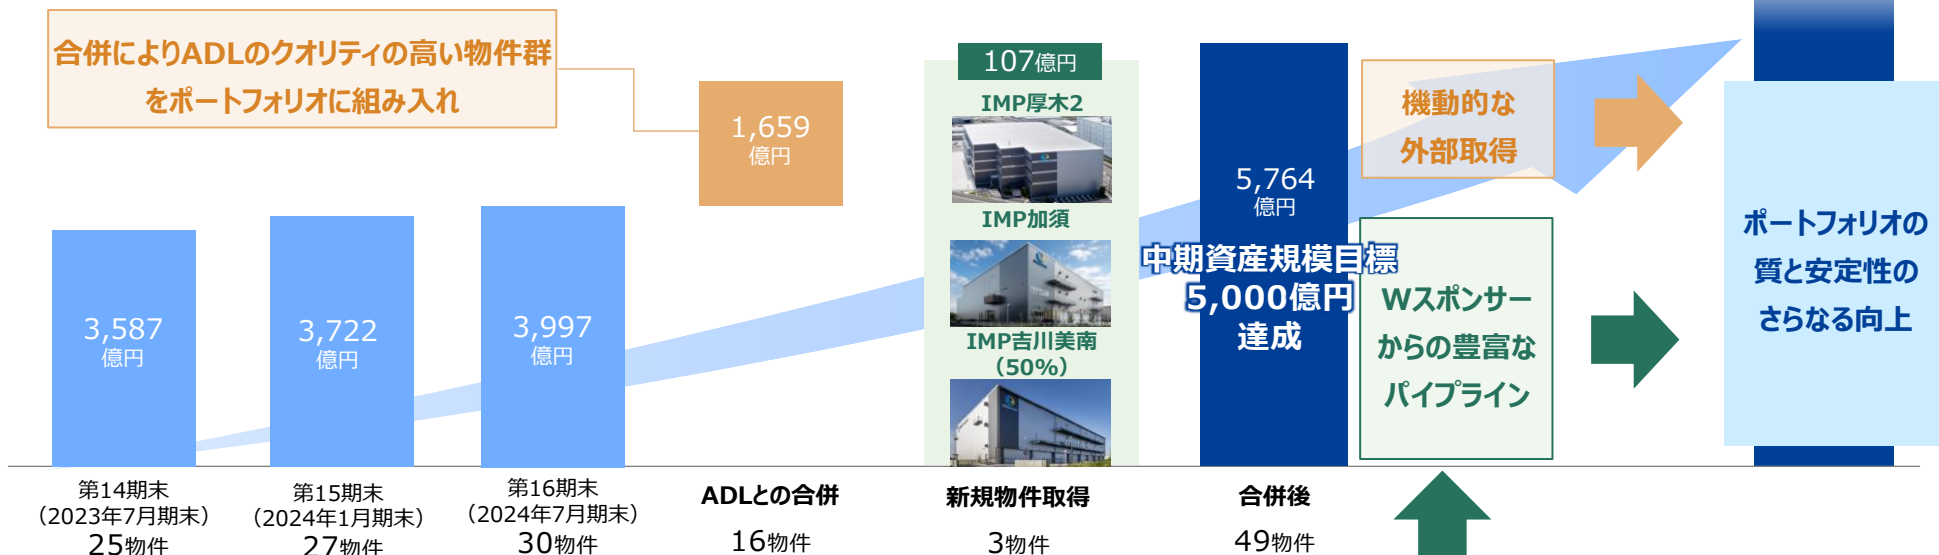 合併によりADLのクオリティの高い物件群
をポートフォリオに組み入れ
3,587
億円
3,722
億円
3,997
億円
1,659
億円
107億円
IMP厚木2
IMP加須
IMP吉川美南
（50%）
5,764
億円
中期資産規模目標
5,000億円
達成
機動的な
外部取得
Wスポンサー
からの豊富な
パイプライン
ポートフォリオの
質と安定性の
さらなる向上
第14期末
（2023年7月期末）
25物件
第15期末
（2024年1月期末）
27物件
第16期末
（2024年7月期末）
30物件
ADLとの合併
16物件
新規物件取得
3物件
合併後
49物件